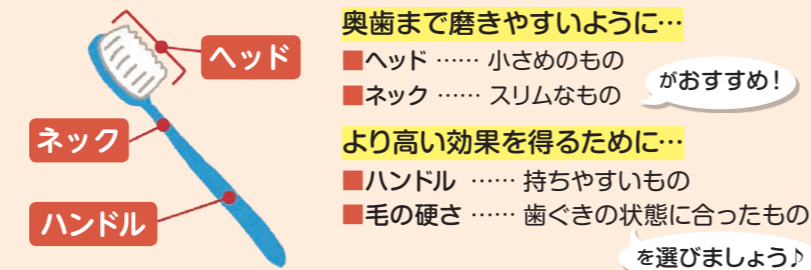 ヘッド
ネック
ハンドル
奥歯まで磨きやすいように…
■ヘッド …… 小さめのもの
■ネック …… スリムなもの
がおすすめ！
より高い効果を得るために…
■ハンドル …… 持ちやすいもの
■毛の硬さ …… 歯ぐきの状態に合ったもの
を選びましょう♪